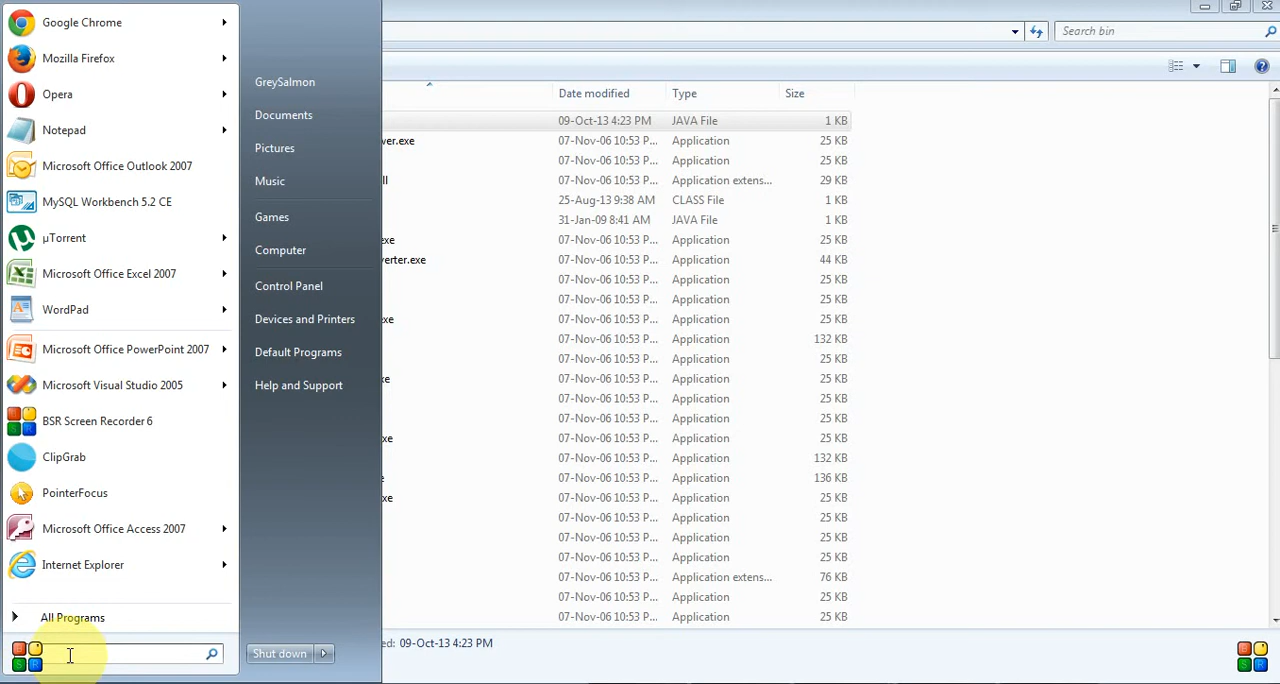 Google Chrome
Mozilla Firefox
Opera
Notepad
Microsoft Office Outlook 2007
MySQL Workbench 5.2 CE
µTorrent
Microsoft Office Excel 2007
WordPad
Microsoft Office PowerPoint 2007
Microsoft Visual Studio 2005
BSR Screen Recorder 6
ClipGrab
PointerFocus
Microsoft Office Access 2007
Internet Explorer
All Programs
GreySalmon
Documents
Pictures
Music
Games
Computer
Control Panel
Devices and Printers
Default Programs
Help and Support
Shut down
Search bin
Date modified Type Size
09-Oct-13 4:23 PM JAVA File 1 KB
ver.exe 07-Nov-06 10:53 P... Application 25 KB
07-Nov-06 10:53 P... Application 25 KB
ll 07-Nov-06 10:53 P... Application extens... 29 KB
25-Aug-13 9:38 AM CLASS File 1 KB
31-Jan-09 8:41 AM JAVA File 1 KB
exe 07-Nov-06 10:53 P... Application 25 KB
verter.exe 07-Nov-06 10:53 P... Application 44 KB
07-Nov-06 10:53 P... Application 25 KB
07-Nov-06 10:53 P... Application 25 KB
xe 07-Nov-06 10:53 P... Application 25 KB
07-Nov-06 10:53 P... Application 132 KB
07-Nov-06 10:53 P... Application 25 KB
xe 07-Nov-06 10:53 P... Application 25 KB
07-Nov-06 10:53 P... Application 25 KB
07-Nov-06 10:53 P... Application 25 KB
xe 07-Nov-06 10:53 P... Application 25 KB
07-Nov-06 10:53 P... Application 132 KB
e 07-Nov-06 10:53 P... Application 136 KB
xe 07-Nov-06 10:53 P... Application 25 KB
07-Nov-06 10:53 P... Application 25 KB
07-Nov-06 10:53 P... Application 25 KB
07-Nov-06 10:53 P... Application 25 KB
07-Nov-06 10:53 P... Application extens... 76 KB
07-Nov-06 10:53 P... Application 25 KB
07-Nov-06 10:53 P... Application 25 KB
ed: 09-Oct-13 4:23 PM
B S R
B S R